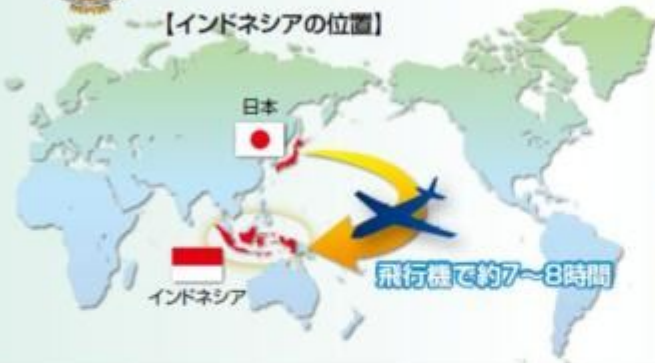 【インドネシアの位置】
日本
飛行機で約7～8時間
インドネシア